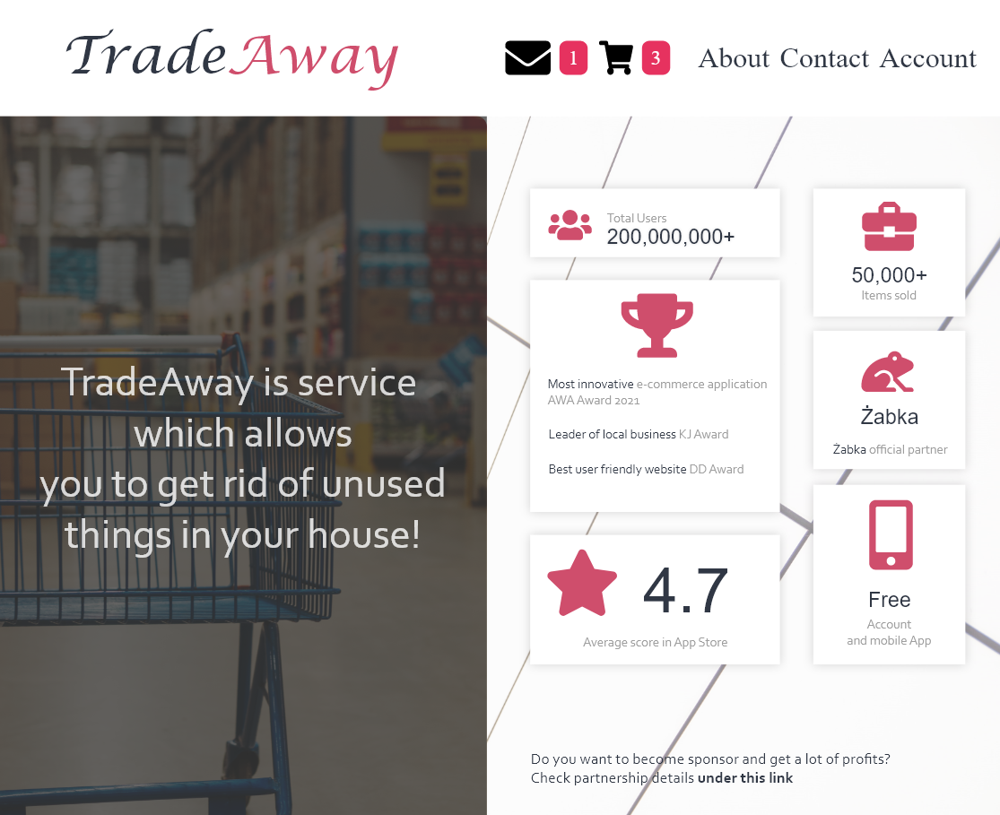 TradeAway
1
3
About Contact Account
TradeAway is service
which allows
you to get rid of unused
things in your house!
Total Users
200,000,000+
Most innovative e-commerce application
AWA Award 2021
Leader of local business KJ Award
Best user friendly website DD Award
4.7
Average score in App Store
50,000+
Items sold
Żabka
Żabka official partner
Free
Account
and mobile App
Do you want to become sponsor and get a lot of profits?
Check partnership details under this link